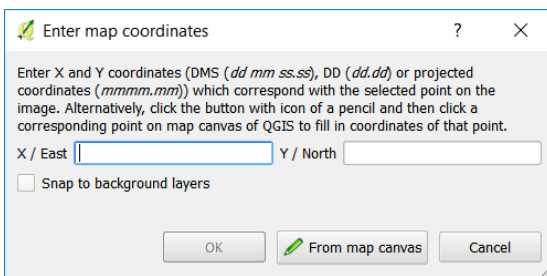 Enter map coordinates
Enter X and Y coordinates (DMS (dd mm ss.ss), DD (dd.dd) or projected
coordinates (mmmm.mm)) which correspond with the selected point on the
image. Alternatively, click the button with icon of a pencil and then click a
corresponding point on map canvas of QGIS to fill in coordinates of that point.
X / East Y / North
Snap to background layers
OK From map canvas Cancel